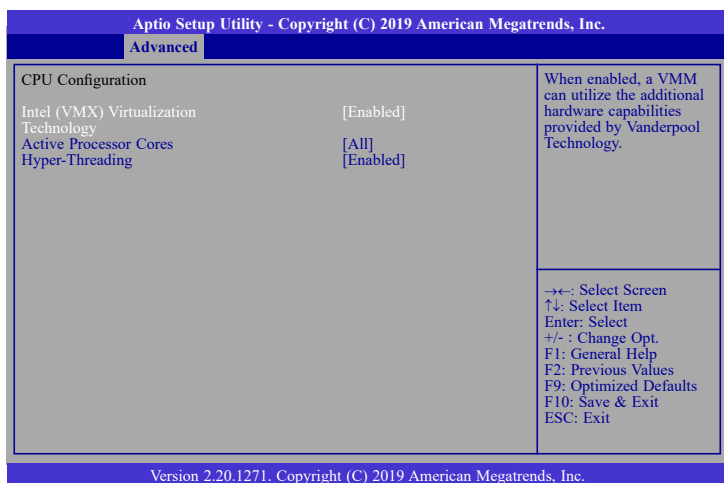 Aptio Setup Utility - Copyright (C) 2019 American Megatrends, Inc.
Advanced
CPU Configuration
Intel (VMX) Virtualization [Enabled]
Technology
Active Processor Cores [All]
Hyper-Threading [Enabled]
When enabled, a VMM
can utilize the additional
hardware capabilities
provided by Vanderpool
Technology.
→←: Select Screen
↑↓: Select Item
Enter: Select
+/- : Change Opt.
F1: General Help
F2: Previous Values
F9: Optimized Defaults
F10: Save & Exit
ESC: Exit
Version 2.20.1271. Copyright (C) 2019 American Megatrends, Inc.